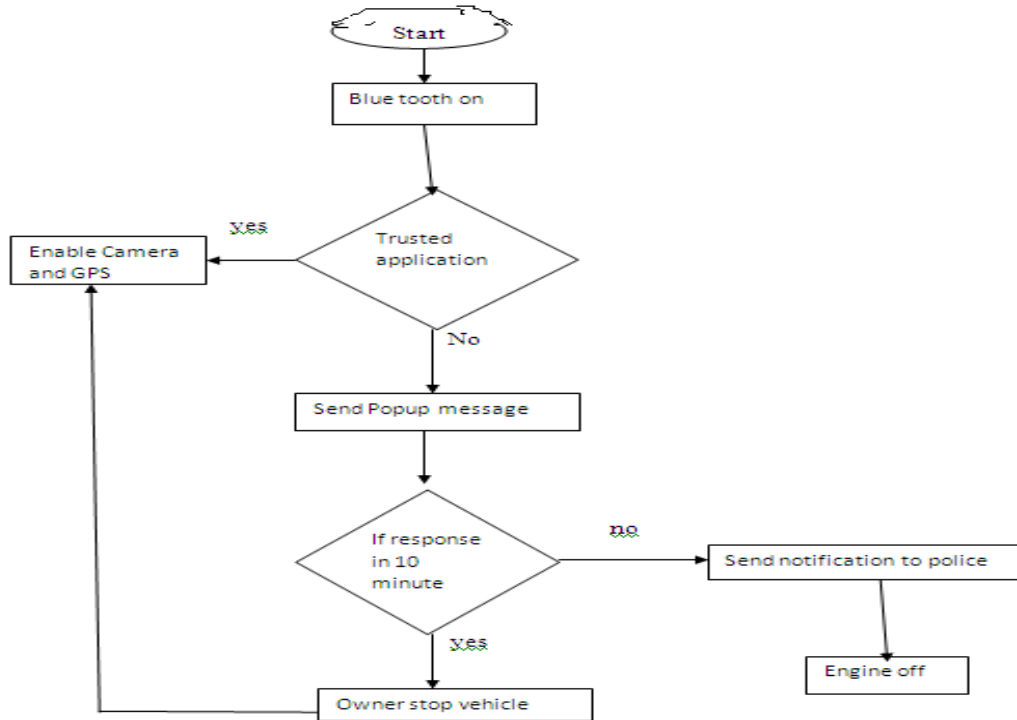 Start
Blue tooth on
yes
Trusted
application
Enable Camera
and GPS
No
Send Popup message
If response
in 10
minute
no
Send notification to police
yes
Engine off
Owner stop vehicle